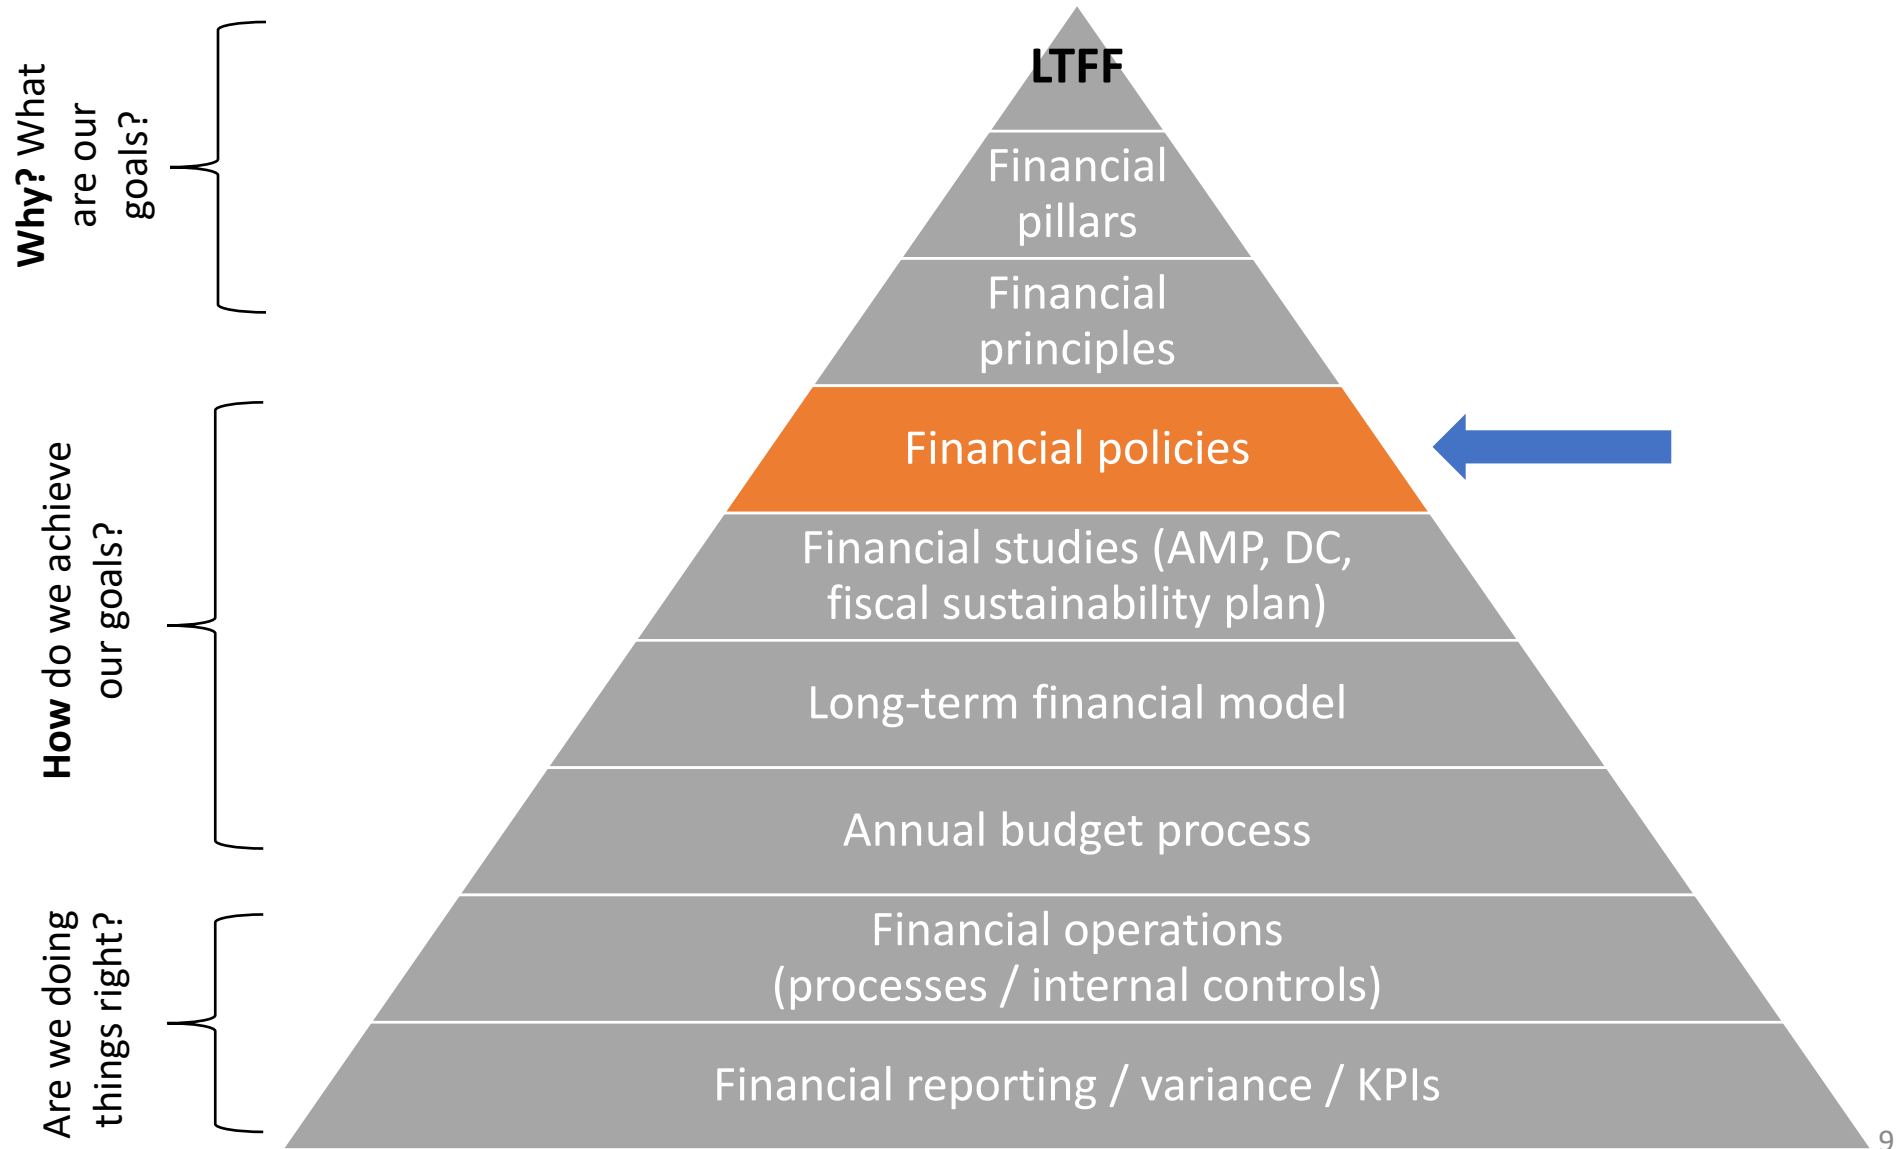 Why? What
are our
goals?
How do we achieve
our goals?
Are we doing
things right?
LTFF
Financial
pillars
Financial
principles
Financial policies
Financial studies (AMP, DC,
fiscal sustainability plan)
Long-term financial model
Annual budget process
Financial operations
(processes / internal controls)
Financial reporting / variance / KPIs
9